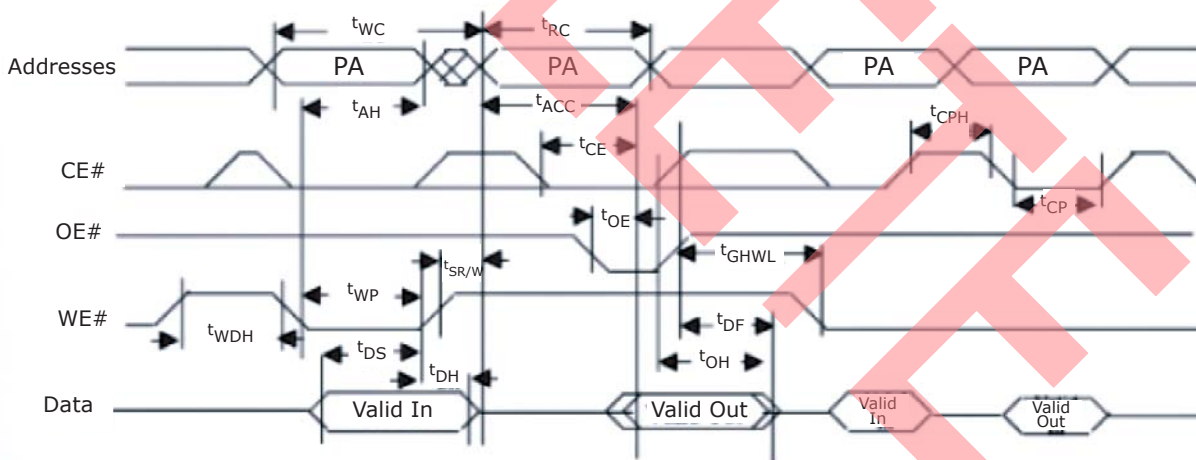 tWC tRC
Addresses PA PA PA PA
tAH tACC tCPH
CE# tCE
tCP
OE# tOE
tSR/W tGHWL
WE# tWP
tWDH tDF
tDS tOH
tDH
Data Valid In Valid Out Valid In Valid Out